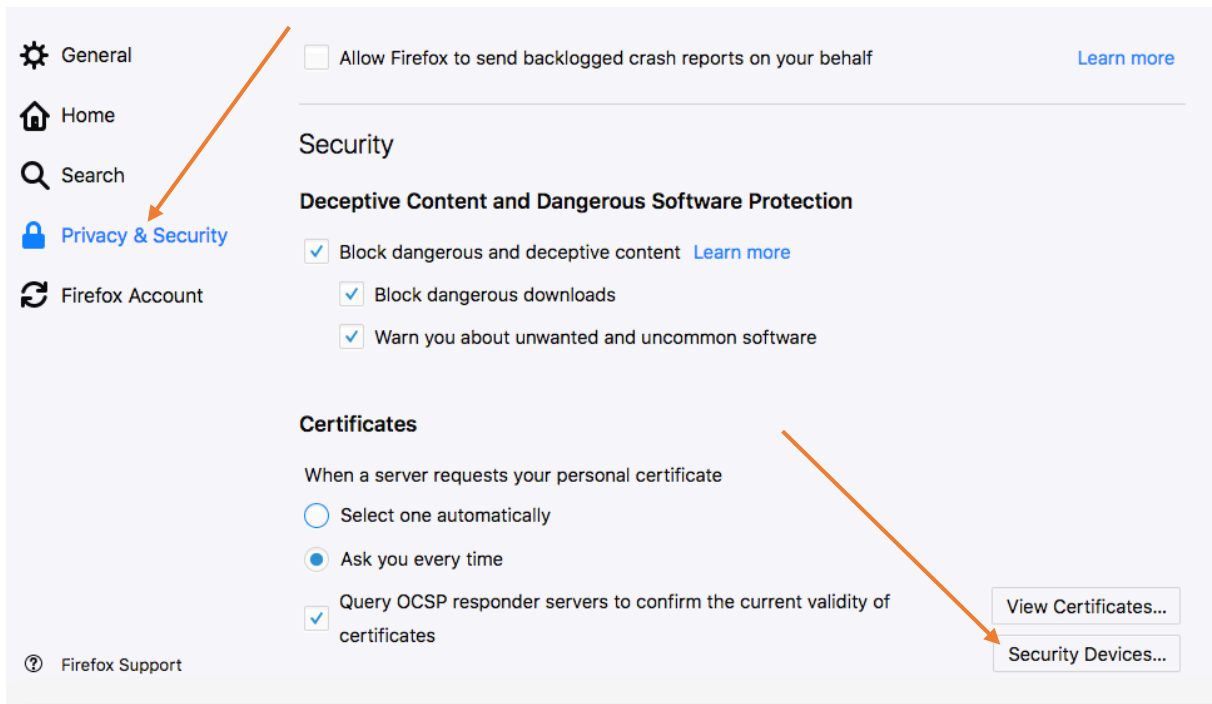 General
Home
Search
Privacy & Security
Firefox Account
Firefox Support
Allow Firefox to send backlogged crash reports on your behalf
Learn more
Security
Deceptive Content and Dangerous Software Protection
Block dangerous and deceptive content Learn more
Block dangerous downloads
Warn you about unwanted and uncommon software
Certificates
When a server requests your personal certificate
Select one automatically
Ask you every time
Query OCSP responder servers to confirm the current validity of
certificates
View Certificates...
Security Devices...